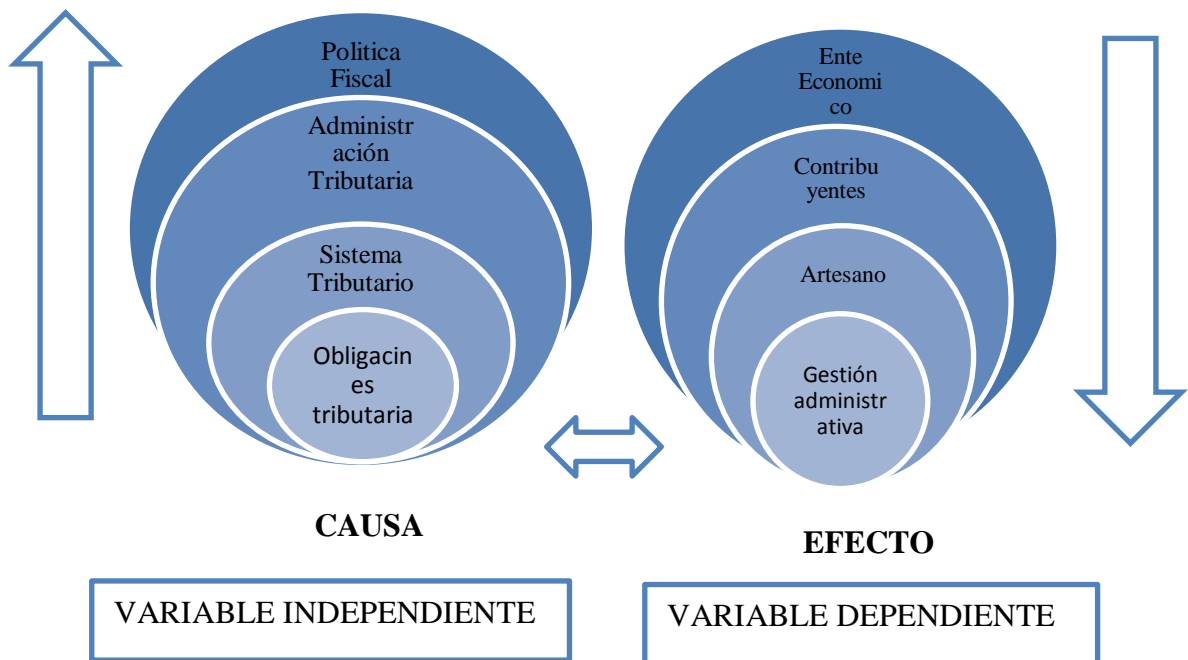 Politica
Fiscal
Administr
ación
Tributaria
Sistema
Tributario
Obligacin
es
tributaria
CAUSA
VARIABLE INDEPENDIENTE
Ente
Economi
co
Contribu
yentes
Artesano
Gestión
administr
ativa
EFECTO
VARIABLE DEPENDIENTE